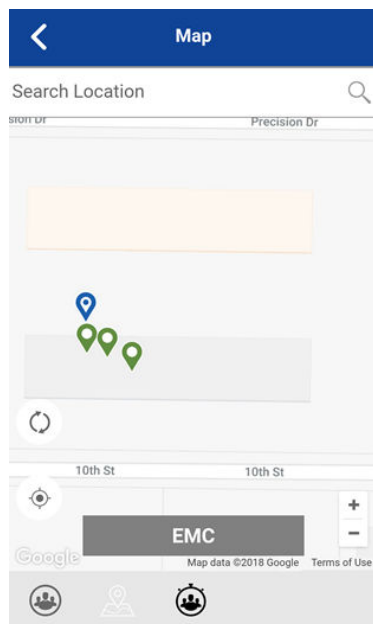 Map
Search Location
sion Dr Precision Dr
10th St 10th St
+
EMC
−
Google Map data ©2018 Google Terms of Use